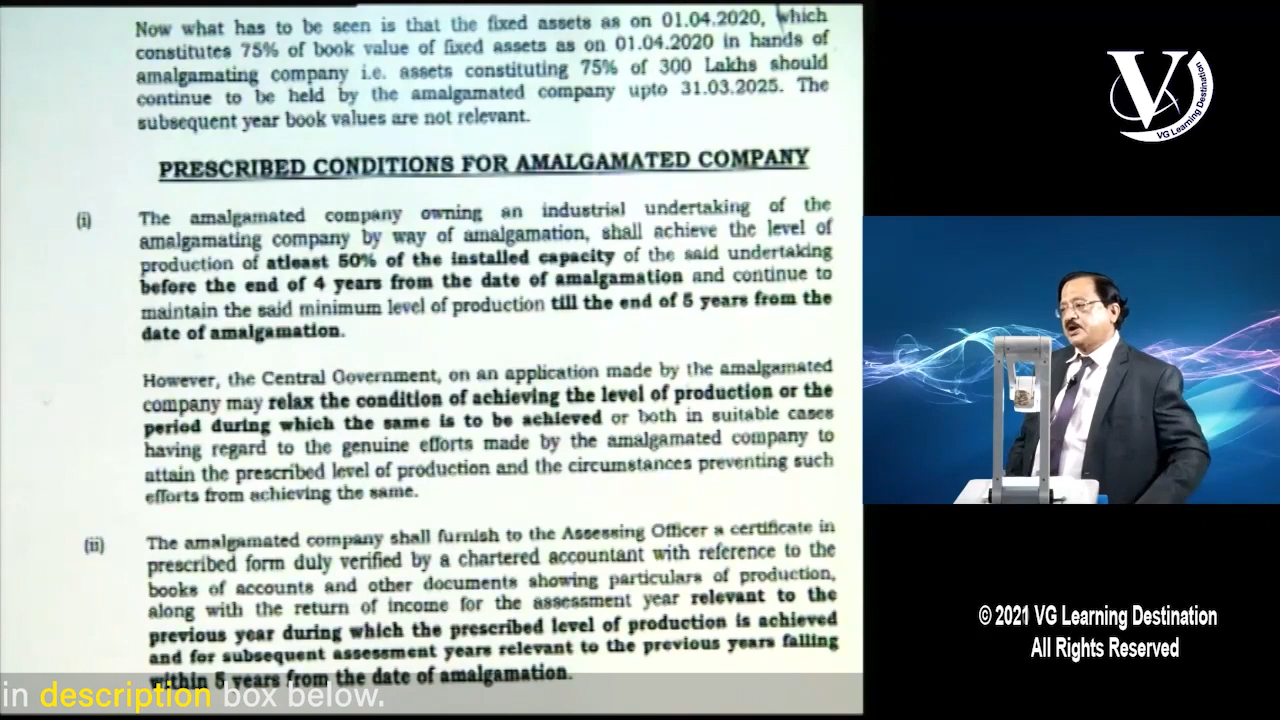 Now what has to be seen is that the fixed assets as on 01.04.2020, which
constitutes 75% of book value of fixed assets as on 01.04.2020 in hands of
amalgamating company i.e. assets constituting 75% of 300 Lakhs should
continue to be held by the amalgamated company upto 31.03.2025. The
subsequent year book values are not relevant.
PRESCRIBED CONDITIONS FOR AMALGAMATED COMPANY
(i) The amalgamated company owning an industrial undertaking of the
amalgamating company by way of amalgamation, shall achieve the level of
production of atleast 50% of the installed capacity of the said undertaking
before the end of 4 years from the date of amalgamation and continue to
maintain the said minimum level of production till the end of 5 years from the
date of amalgamation.
However, the Central Government, on an application made by the amalgamated
company may relax the condition of achieving the level of production or the
period during which the same is to be achieved or both in suitable cases
having regard to the genuine efforts made by the amalgamated company to
attain the prescribed level of production and the circumstances preventing such
efforts from achieving the same.
(ii) The amalgamated company shall furnish to the Assessing Officer a certificate in
prescribed form duly verified by a chartered accountant with reference to the
books of accounts and other documents showing particulars of production,
along with the return of income for the assessment year relevant to the
previous year during which the prescribed level of production is achieved
and for subsequent assessment years relevant to the previous years falling
within 5 years from the date of amalgamation.
in description box below.
V
VG Learning Destination
© 2021 VG Learning Destination
All Rights Reserved